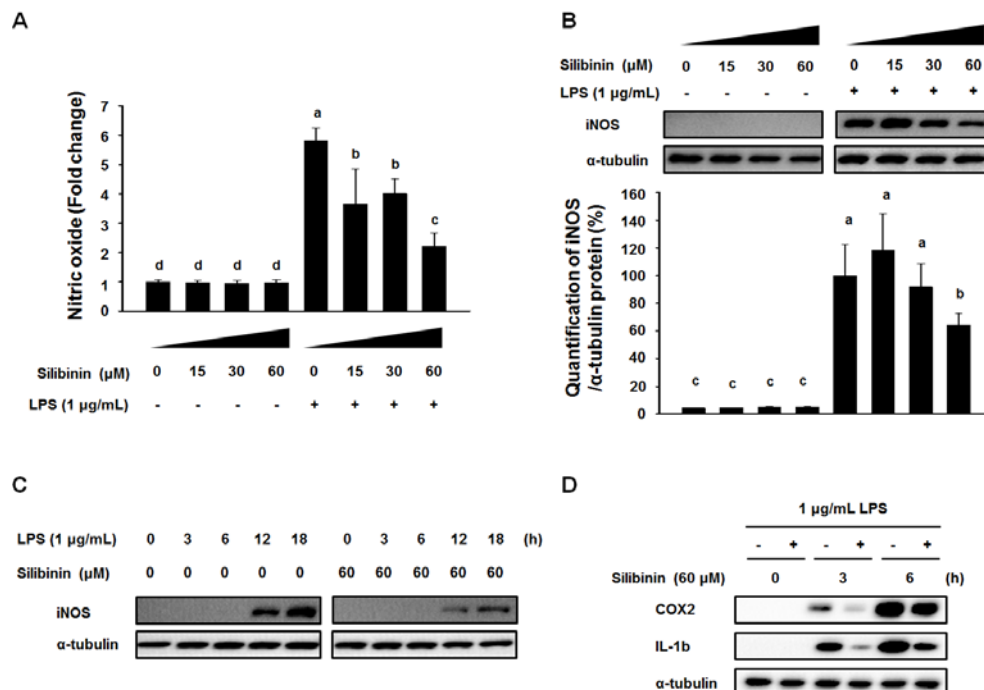 A
Nitric oxide (Fold change)
7
6
5
4
3
2
1
0
a
b
b
c
d
d
d
d
Silibinin (μM) 0 15 30 60 0 15 30 60
LPS (1 μg/mL) - - - - + + + +
B
Silibinin (μM) 0 15 30 60 0 15 30 60
LPS (1 μg/mL) - - - - + + + +
iNOS
α-tubulin
Quantification of iNOS
/α-tubulin protein (%)
160
140
120
100
80
60
40
20
0
c c c c a a a b
C
LPS (1 μg/mL) 0 3 6 12 18 0 3 6 12 18 (h)
Silibinin (μM) 0 0 0 0 0 60 60 60 60 60
iNOS
α-tubulin
D
1 μg/mL LPS
- + - + - +
Silibinin (60 μM) 0 3 6 (h)
COX2
IL-1b
α-tubulin